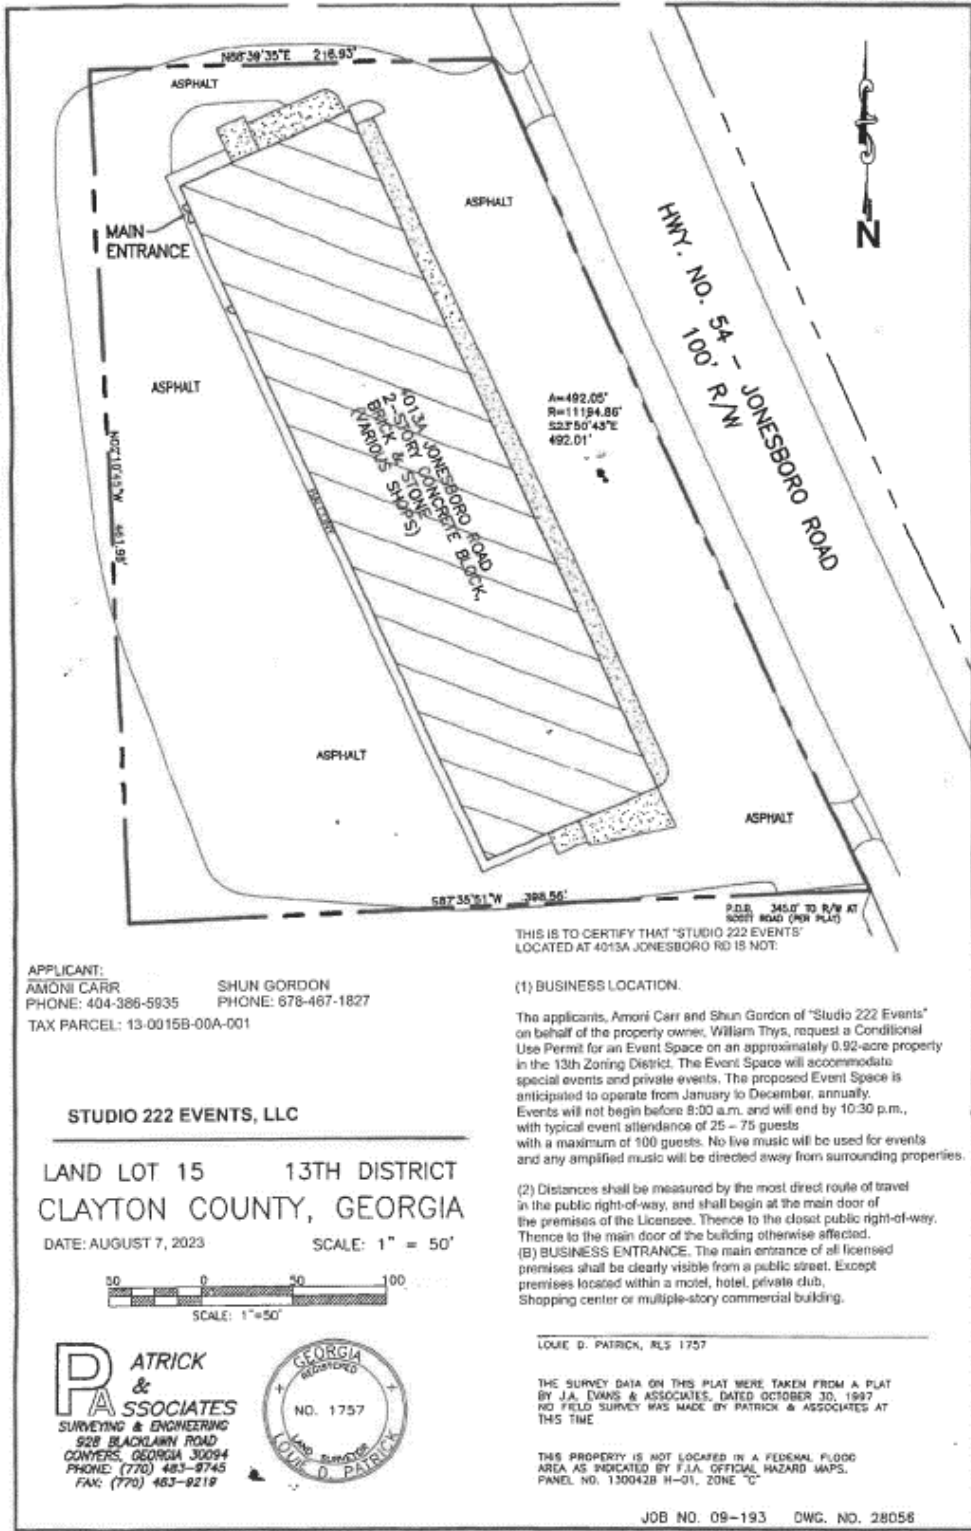 N88°39'35"E 216.93'
ASPHALT
MAIN
ENTRANCE
ASPHALT
N
HWY. NO. 54 - JONESBORO ROAD
100' R/W
ASPHALT
A=492.05'
R=11194.86'
S23°50'43"E
492.01'
4013A JONESBORO ROAD
2-STORY CONCRETE BLOCK,
BRICK & STONE
(VARIOUS SHOPS)
BALCONY
N02°10'45"W 461.98'
ASPHALT
ASPHALT
S87°35'51"W 398.56'
P.O.B. 345.0' TO R/W AT
SCOTT ROAD (PER PLAT)
THIS IS TO CERTIFY THAT "STUDIO 222 EVENTS"
LOCATED AT 4013A JONESBORO RD IS NOT:
APPLICANT:
AMONI CARR SHUN GORDON
PHONE: 404-386-5935 PHONE: 678-467-1827
TAX PARCEL: 13-0015B-00A-001
(1) BUSINESS LOCATION.
The applicants, Amoni Carr and Shun Gordon of "Studio 222 Events"
on behalf of the property owner, William Thys, request a Conditional
Use Permit for an Event Space on an approximately 0.92-acre property
in the 13th Zoning District. The Event Space will accommodate
special events and private events. The proposed Event Space is
anticipated to operate from January to December, annually.
Events will not begin before 8:00 a.m. and will end by 10:30 p.m.,
with typical event attendance of 25 – 75 guests
with a maximum of 100 guests. No live music will be used for events
and any amplified music will be directed away from surrounding properties.
(2) Distances shall be measured by the most direct route of travel
in the public right-of-way, and shall begin at the main door of
the premises of the Licensee. Thence to the closet public right-of-way.
Thence to the main door of the building otherwise affected.
(B) BUSINESS ENTRANCE. The main entrance of all licensed
premises shall be clearly visible from a public street. Except
premises located within a motel, hotel, private club,
Shopping center or multiple-story commercial building.
STUDIO 222 EVENTS, LLC
LAND LOT 15 13TH DISTRICT
CLAYTON COUNTY, GEORGIA
DATE: AUGUST 7, 2023 SCALE: 1" = 50'
50 0 50 100
SCALE: 1"=50'
PATRICK
&
ASSOCIATES
SURVEYING & ENGINEERING
928 BLACKLAWN ROAD
CONYERS, GEORGIA 30094
PHONE: (770) 483-9745
FAX: (770) 483-9219
GEORGIA
REGISTERED
NO. 1757
LAND SURVEYOR
LOUIE D. PATRICK
LOUIE D. PATRICK, RLS 1757
THE SURVEY DATA ON THIS PLAT WERE TAKEN FROM A PLAT
BY J.A. EVANS & ASSOCIATES, DATED OCTOBER 30, 1997
NO FIELD SURVEY WAS MADE BY PATRICK & ASSOCIATES AT
THIS TIME
THIS PROPERTY IS NOT LOCATED IN A FEDERAL FLOOD
AREA AS INDICATED BY F.I.A. OFFICIAL HAZARD MAPS.
PANEL NO. 130042B H-01, ZONE "C"
JOB NO. 09-193 DWG. NO. 28056